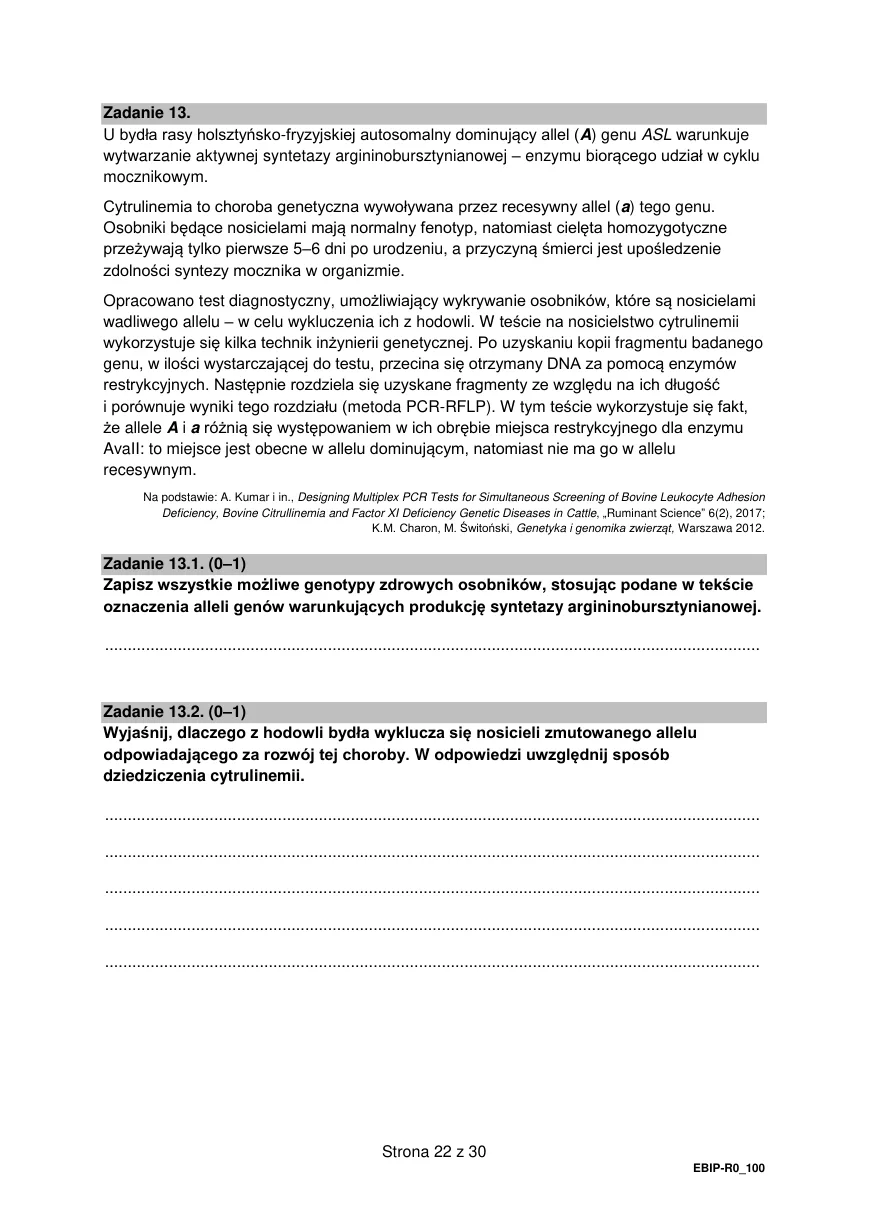 Zadanie 13.
U bydła rasy holsztyńsko-fryzyjskiej autosomalny dominujący allel (A) genu ASL warunkuje
wytwarzanie aktywnej syntetazy argininobursztynianowej – enzymu biorącego udział w cyklu
mocznikowym.
Cytrulinemia to choroba genetyczna wywoływana przez recesywny allel (a) tego genu.
Osobniki będące nosicielami mają normalny fenotyp, natomiast cielęta homozygotyczne
przeżywają tylko pierwsze 5–6 dni po urodzeniu, a przyczyną śmierci jest upośledzenie
zdolności syntezy mocznika w organizmie.
Opracowano test diagnostyczny, umożliwiający wykrywanie osobników, które są nosicielami
wadliwego allelu – w celu wykluczenia ich z hodowli. W teście na nosicielstwo cytrulinemii
wykorzystuje się kilka technik inżynierii genetycznej. Po uzyskaniu kopii fragmentu badanego
genu, w ilości wystarczającej do testu, przecina się otrzymany DNA za pomocą enzymów
restrykcyjnych. Następnie rozdziela się uzyskane fragmenty ze względu na ich długość
i porównuje wyniki tego rozdziału (metoda PCR-RFLP). W tym teście wykorzystuje się fakt,
że allele A i a różnią się występowaniem w ich obrębie miejsca restrykcyjnego dla enzymu
AvaII: to miejsce jest obecne w allelu dominującym, natomiast nie ma go w allelu
recesywnym.
Na podstawie: A. Kumar i in., Designing Multiplex PCR Tests for Simultaneous Screening of Bovine Leukocyte Adhesion
Deficiency, Bovine Citrullinemia and Factor XI Deficiency Genetic Diseases in Cattle, „Ruminant Science” 6(2), 2017;
K.M. Charon, M. Świtoński, Genetyka i genomika zwierząt, Warszawa 2012.
Zadanie 13.1. (0–1)
Zapisz wszystkie możliwe genotypy zdrowych osobników, stosując podane w tekście
oznaczenia alleli genów warunkujących produkcję syntetazy argininobursztynianowej.
Zadanie 13.2. (0–1)
Wyjaśnij, dlaczego z hodowli bydła wyklucza się nosicieli zmutowanego allelu
odpowiadającego za rozwój tej choroby. W odpowiedzi uwzględnij sposób
dziedziczenia cytrulinemii.
Strona 22 z 30
EBIP-R0_100